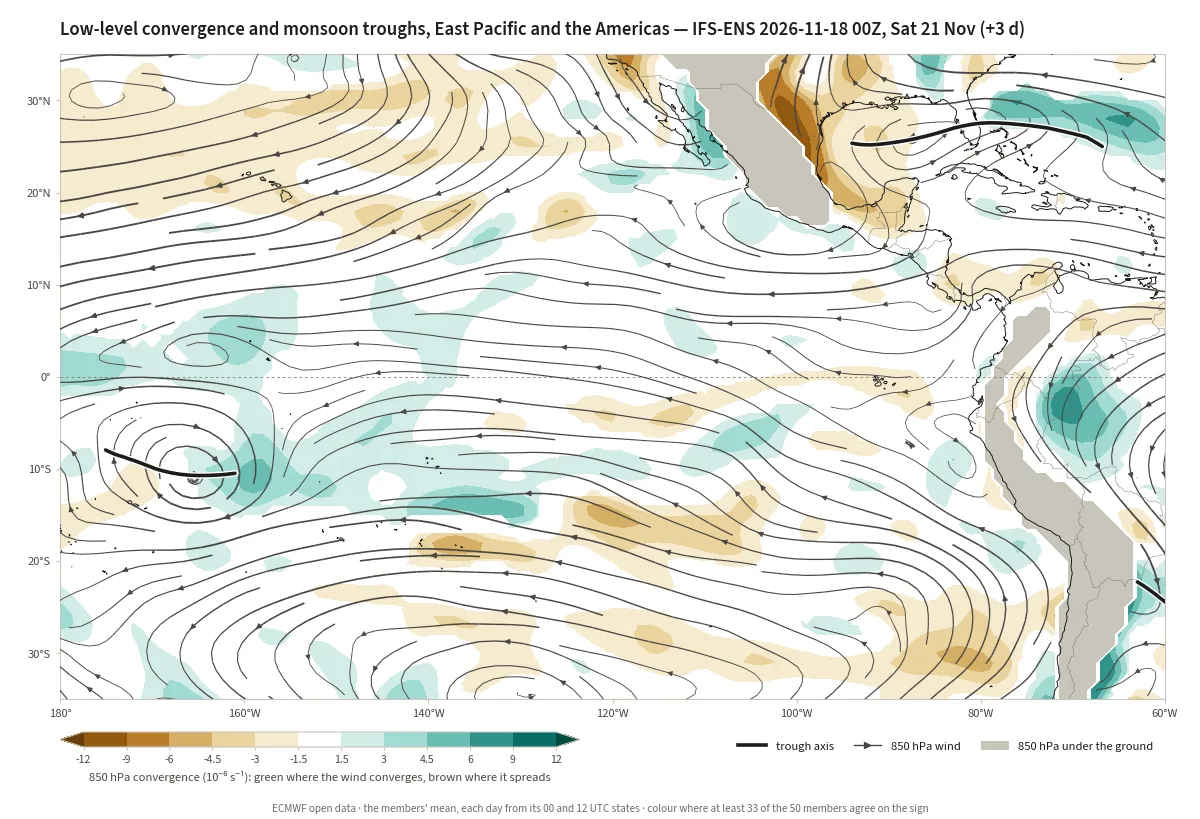 Low-level convergence and monsoon troughs, East Pacific and the Americas — IFS-ENS 2026-11-18 00Z, Sat 21 Nov (+3 d)
30°N
20°N
10°N
0°
10°S
20°S
30°S
180° 160°W 140°W 120°W 100°W 80°W 60°W
-12 -9 -6 -4.5 -3 -1.5 1.5 3 4.5 6 9 12
850 hPa convergence (10⁻⁶ s⁻¹): green where the wind converges, brown where it spreads
trough axis 850 hPa wind 850 hPa under the ground
ECMWF open data · the members' mean, each day from its 00 and 12 UTC states · colour where at least 33 of the 50 members agree on the sign